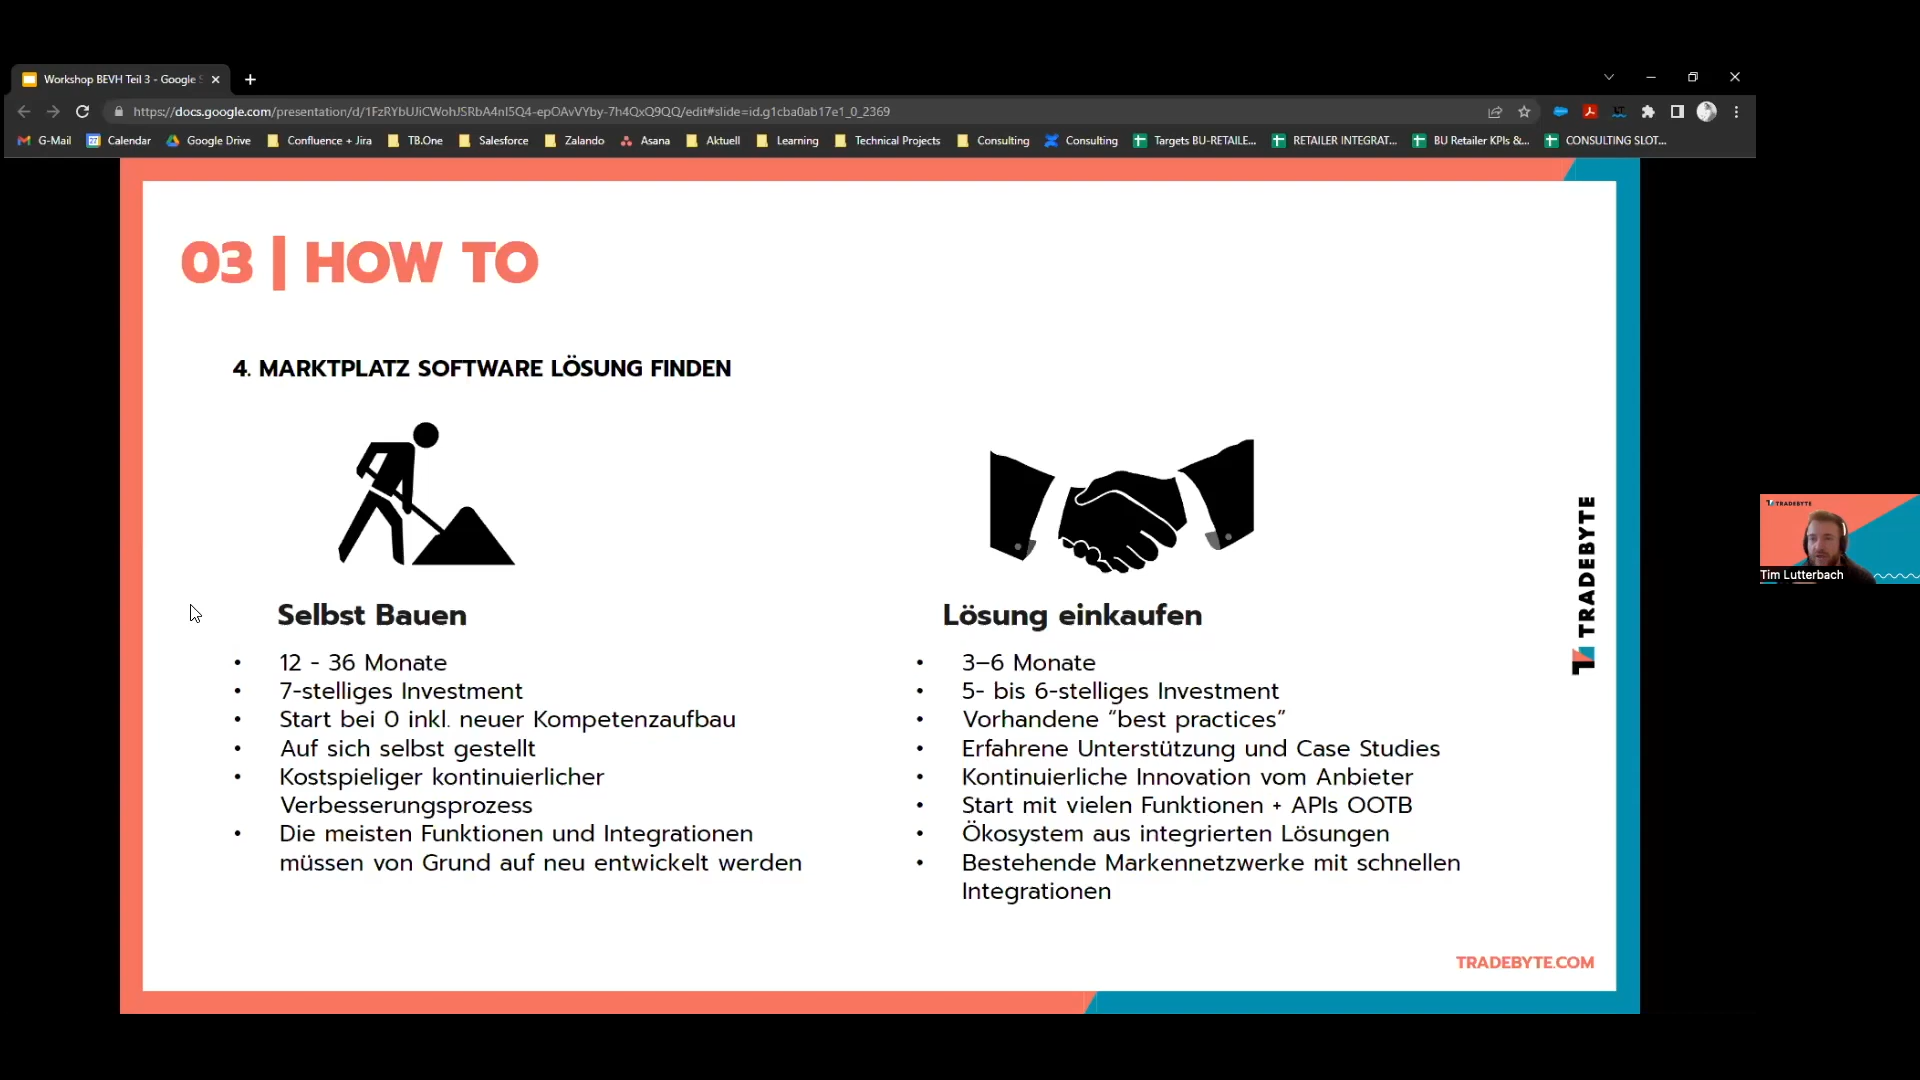 Workshop BEVH Teil 3 - Google S
https://docs.google.com/presentation/d/1FzRYbUJiCWohJSRbA4nI5Q4-epOAvVYby-7h4QxQ9QQ/edit#slide=id.g1cba0ab17e1_0_2369
G-Mail Calendar Google Drive Confluence + Jira TB.One Salesforce Zalando Asana Aktuell Learning Technical Projects Consulting Consulting Targets BU-RETAILE... RETAILER INTEGRAT... BU Retailer KPIs &... CONSULTING SLOT...
03 | HOW TO
4. MARKTPLATZ SOFTWARE LÖSUNG FINDEN
Selbst Bauen
• 12 - 36 Monate
• 7-stelliges Investment
• Start bei 0 inkl. neuer Kompetenzaufbau
• Auf sich selbst gestellt
• Kostspieliger kontinuierlicher
Verbesserungsprozess
• Die meisten Funktionen und Integrationen
müssen von Grund auf neu entwickelt werden
Lösung einkaufen
• 3–6 Monate
• 5- bis 6-stelliges Investment
• Vorhandene “best practices”
• Erfahrene Unterstützung und Case Studies
• Kontinuierliche Innovation vom Anbieter
• Start mit vielen Funktionen + APIs OOTB
• Ökosystem aus integrierten Lösungen
• Bestehende Markennetzwerke mit schnellen
Integrationen
TRADEBYTE
TRADEBYTE.COM
TRADEBYTE
Tim Lutterbach